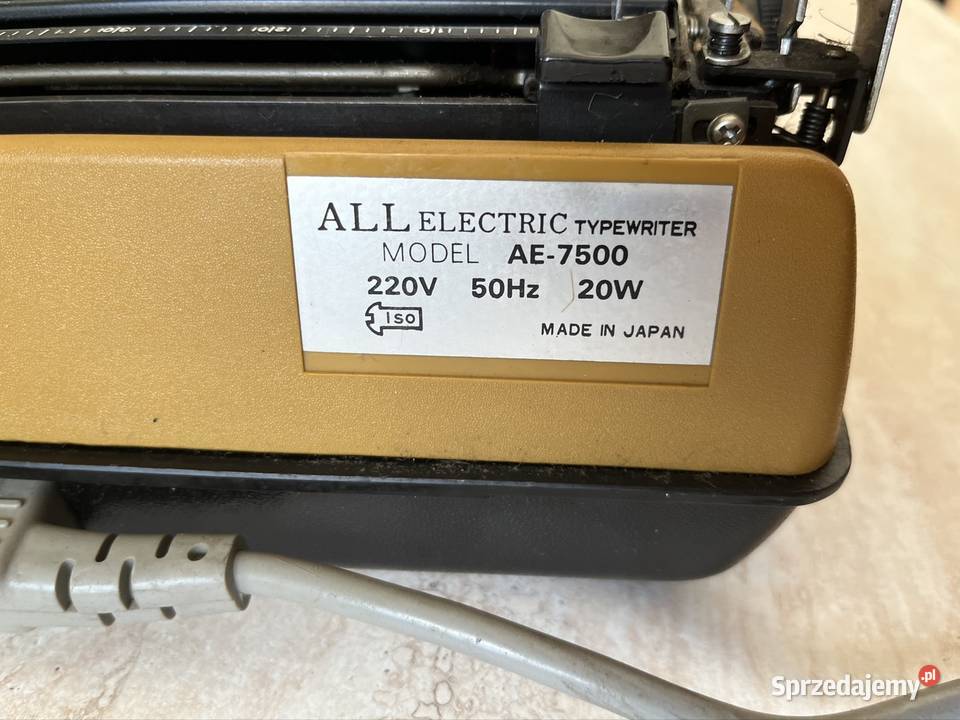 ALL ELECTRIC TYPEWRITER
MODEL AE-7500
220V 50Hz 20W
ISO
MADE IN JAPAN
Sprzedajemy.pl